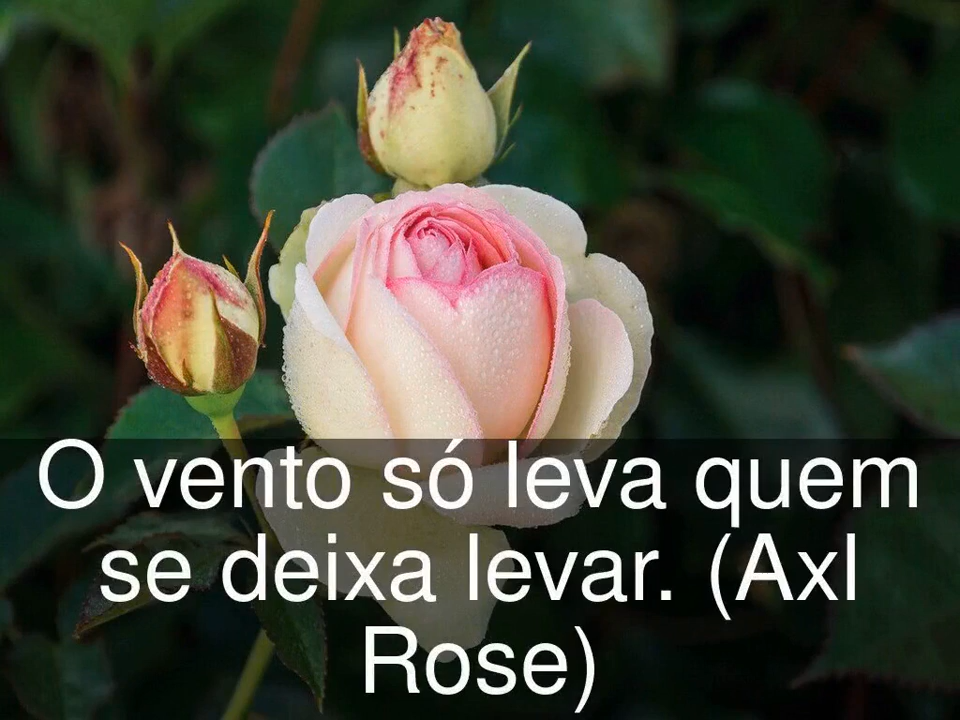 O vento só leva quem
se deixa levar. (Axl
Rose)